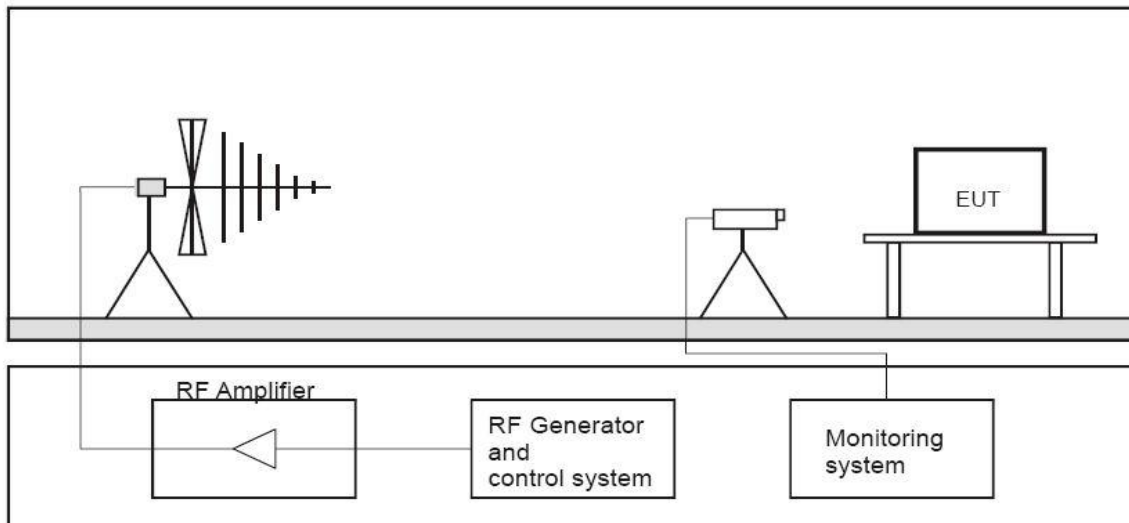 EUT
RF Amplifier
RF Generator
and
control system
Monitoring
system